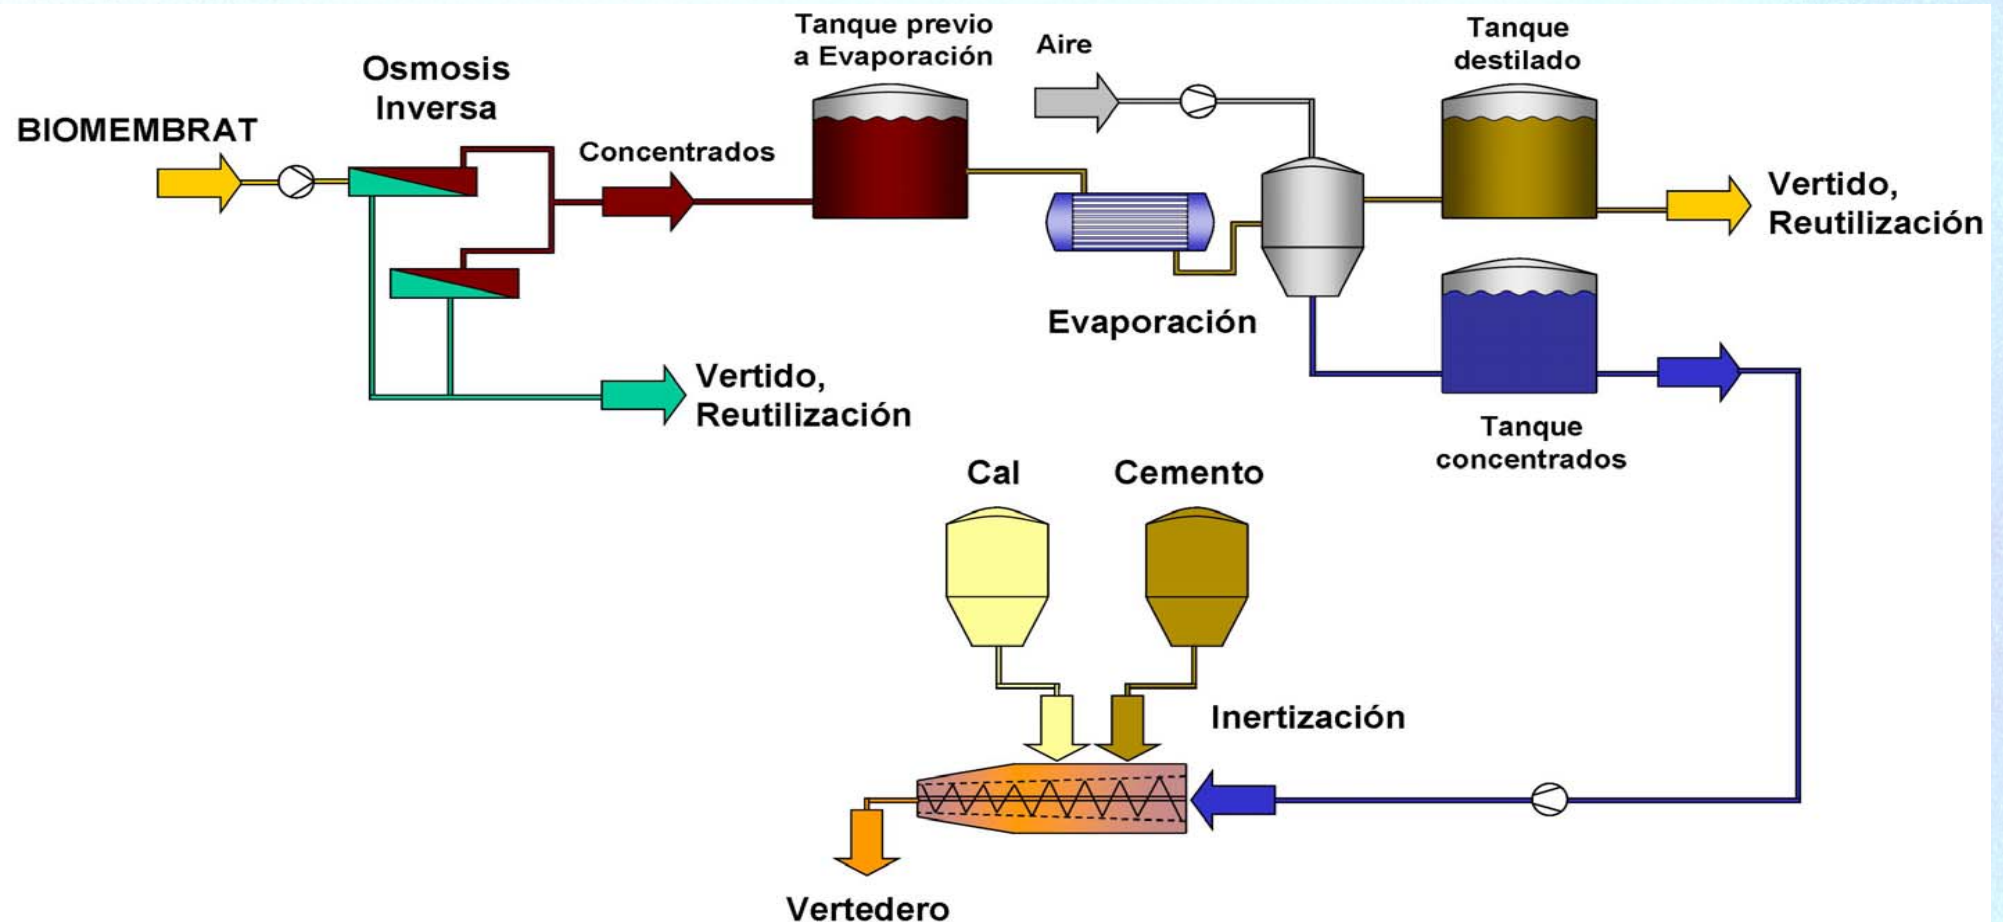 Tanque previo
a Evaporación
Aire
Tanque
destilado
Osmosis
Inversa
BIOMEMBRAT
Concentrados
Vertido,
Reutilización
Evaporación
Vertido,
Reutilización
Tanque
concentrados
Cal
Cemento
Inertización
Vertedero